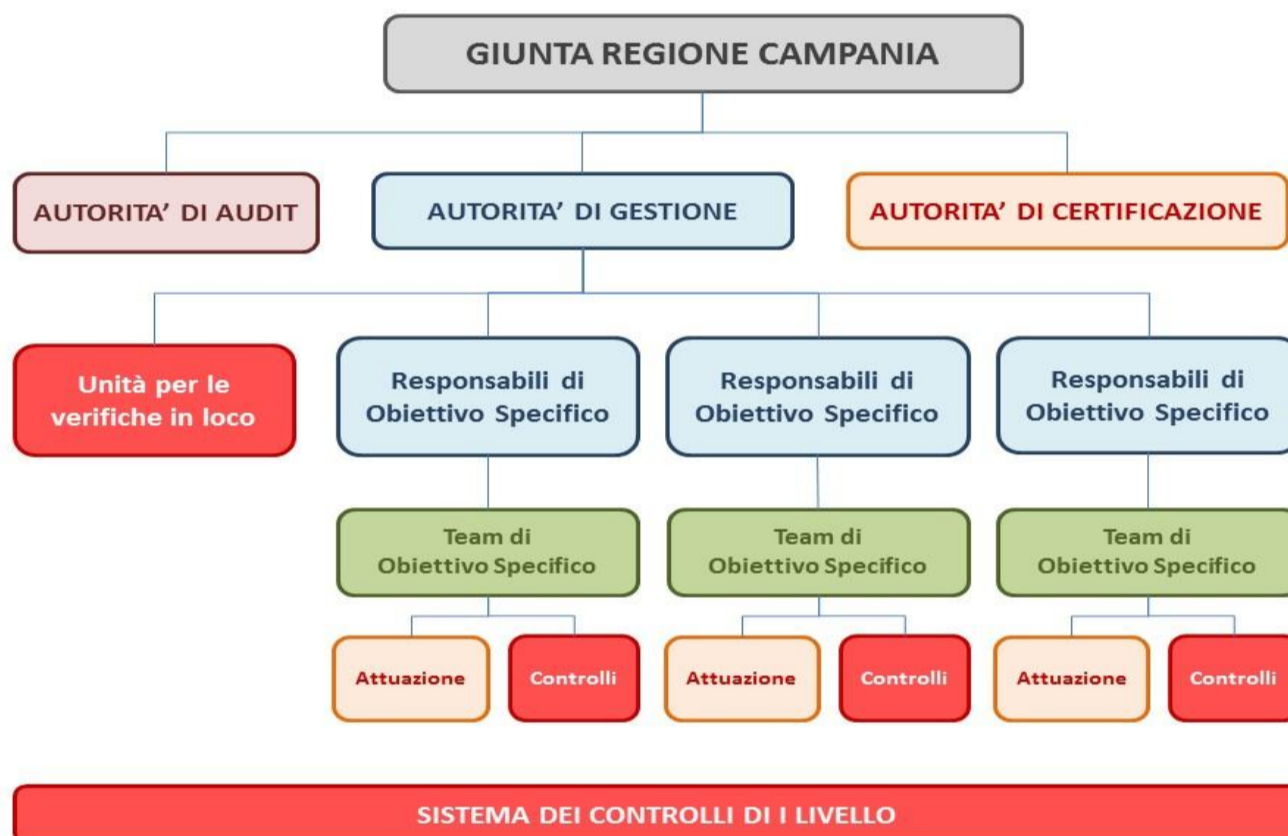 GIUNTA REGIONE CAMPANIA
AUTORITA’ DI AUDIT
AUTORITA’ DI GESTIONE
AUTORITA’ DI CERTIFICAZIONE
Unità per le
verifiche in loco
Responsabili di
Obiettivo Specifico
Responsabili di
Obiettivo Specifico
Responsabili di
Obiettivo Specifico
Team di
Obiettivo Specifico
Team di
Obiettivo Specifico
Team di
Obiettivo Specifico
Attuazione
Controlli
Attuazione
Controlli
Attuazione
Controlli
SISTEMA DEI CONTROLLI DI I LIVELLO